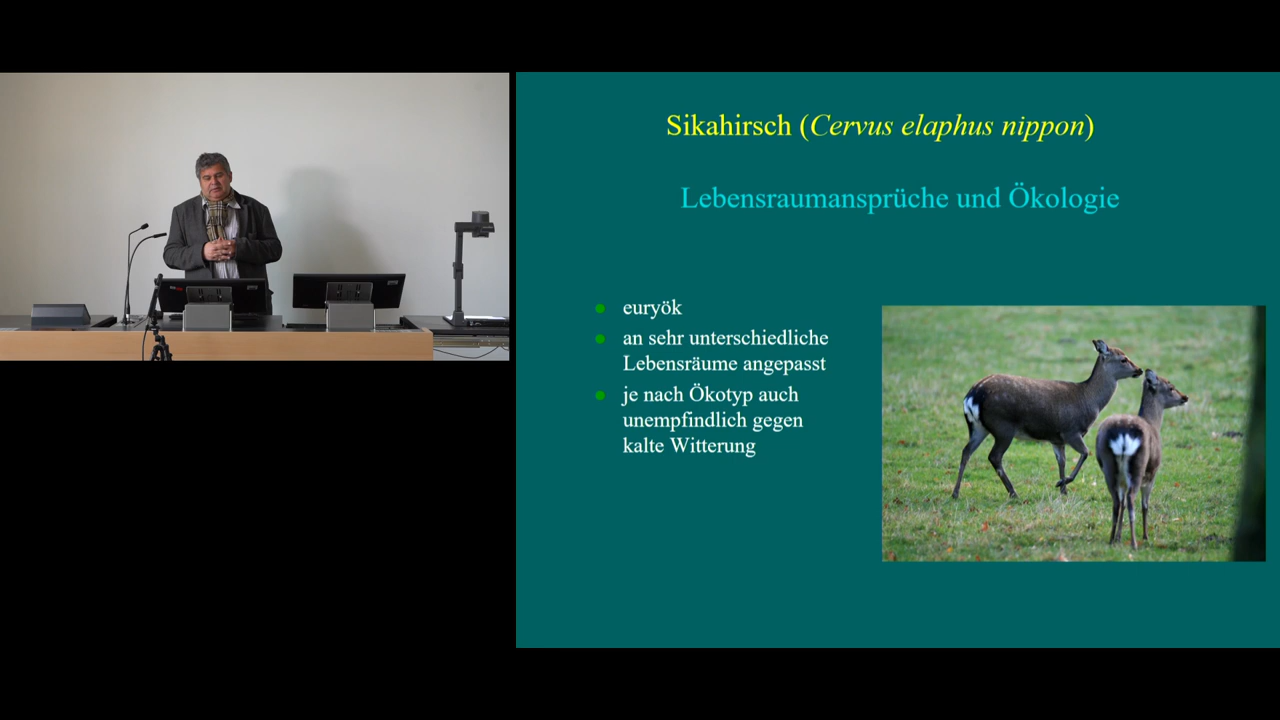 Sikahirsch (Cervus elaphus nippon)
Lebensraumansprüche und Ökologie
euryök
an sehr unterschiedliche
Lebensräume angepasst
je nach Ökotyp auch
unempfindlich gegen
kalte Witterung